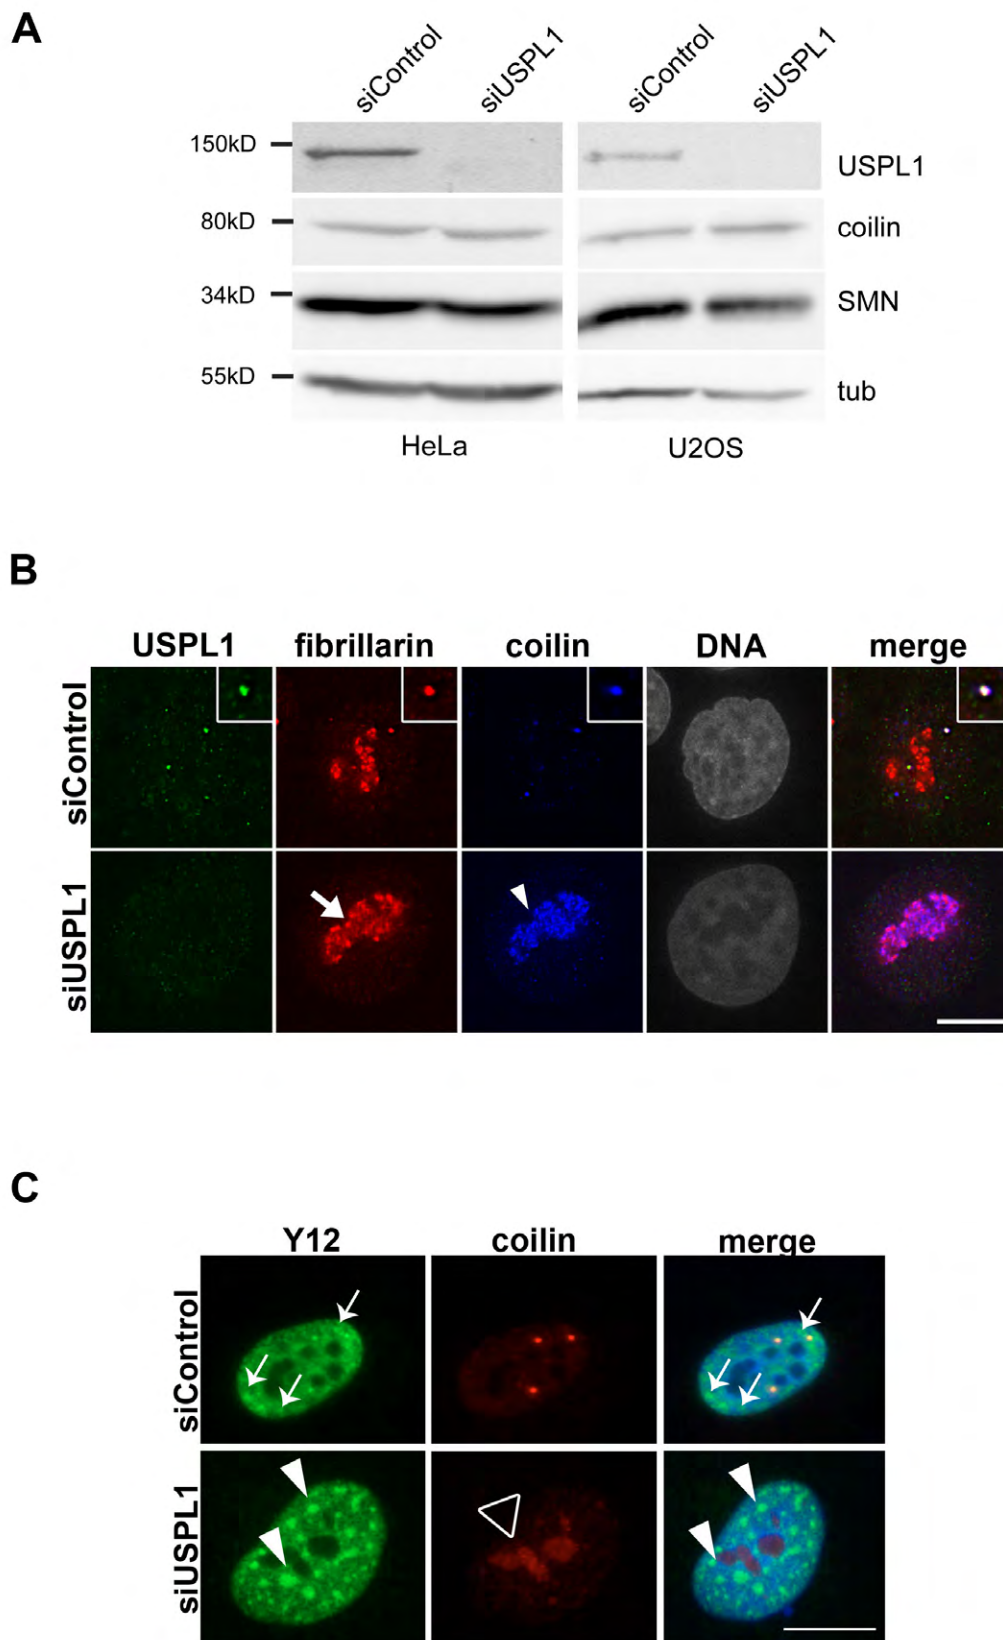 A
siControl siUSPL1 siControl siUSPL1
150kD USPL1
80kD coilin
34kD SMN
55kD tub
HeLa U2OS
B
USPL1 fibrillarin coilin DNA merge
siControl
siUSPL1
C
Y12 coilin merge
siControl
siUSPL1